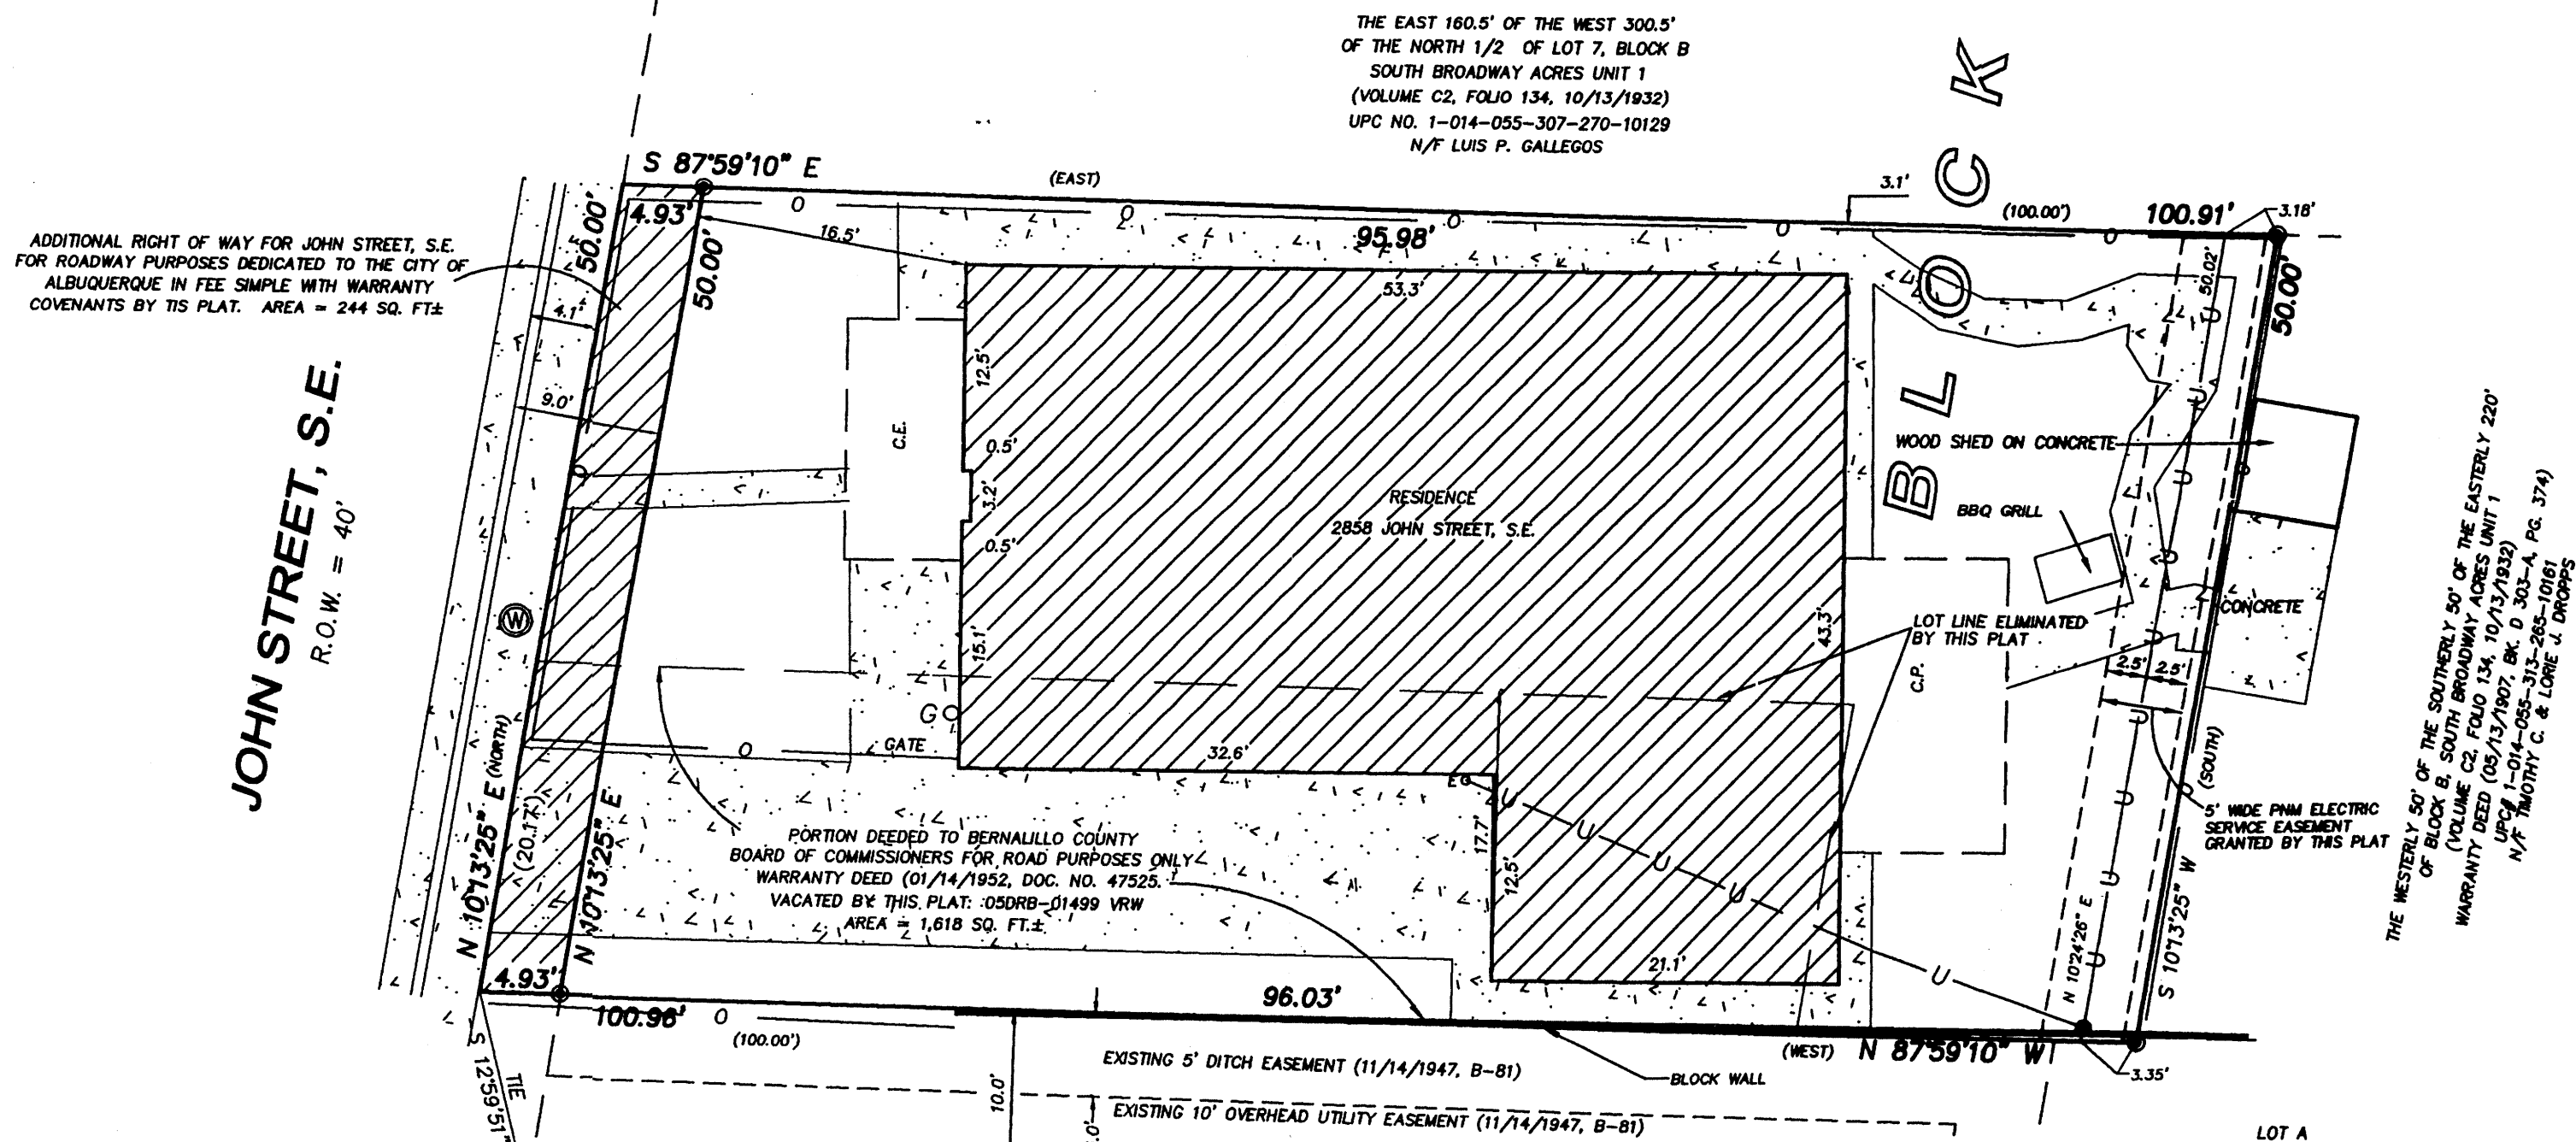 THE EAST 160.5' OF THE WEST 300.5'
OF THE NORTH 1/2 OF LOT 7, BLOCK B
SOUTH BROADWAY ACRES UNIT 1
(VOLUME C2, FOLIO 134, 10/13/1932)
UPC NO. 1-014-055-307-270-10129
N/F LUIS P. GALLEGOS
BLOCK
S 87°59'10" E
(EAST)
3.1'
(100.00')
100.91'
3.18'
4.93'
50.00'
50.00'
16.5'
95.98'
50.02'
50.00'
ADDITIONAL RIGHT OF WAY FOR JOHN STREET, S.E.
FOR ROADWAY PURPOSES DEDICATED TO THE CITY OF
ALBUQUERQUE IN FEE SIMPLE WITH WARRANTY
COVENANTS BY TIS PLAT. AREA = 244 SQ. FT±
4.1'
9.0'
JOHN STREET, S.E.
R.O.W. = 40'
53.3'
12.5'
C.E.
0.5'
3.2'
0.5'
15.1'
RESIDENCE
2858 JOHN STREET, S.E.
43.3'
WOOD SHED ON CONCRETE
BBQ GRILL
CONCRETE
LOT LINE ELIMINATED
BY THIS PLAT
C.P.
2.5'
2.5'
W
G
GATE
32.6'
E
17.7'
12.5'
21.1'
PORTION DEEDED TO BERNALILLO COUNTY
BOARD OF COMMISSIONERS FOR ROAD PURPOSES ONLY
WARRANTY DEED (01/14/1952, DOC. NO. 47525.
VACATED BY THIS PLAT: 05DRB-01499 VRW
AREA = 1,618 SQ. FT.±
N 10°13'25" E (NORTH)
(20.17')
N 10°13'25" E
4.93'
100.96'
(100.00')
96.03'
(WEST)
N 87°59'10" W
3.35'
N 10°24'26" E
S 10°13'25" W
(SOUTH)
5' WIDE PNM ELECTRIC
SERVICE EASEMENT
GRANTED BY THIS PLAT
THE WESTERLY 50' OF THE SOUTHERLY 50' OF THE EASTERLY 220'
OF BLOCK B, SOUTH BROADWAY ACRES UNIT 1
(VOLUME C2, FOLIO 134, 10/13/1932)
WARRANTY DEED (05/13/1907, BK. D 303-A, PG. 374)
UPC# 1-014-055-313-265-10161
N/F TIMOTHY C. & LORIE J. DROPPS
TIE
S 12°59'51"
EXISTING 5' DITCH EASEMENT (11/14/1947, B-81)
BLOCK WALL
10.0'
EXISTING 10' OVERHEAD UTILITY EASEMENT (11/14/1947, B-81)
LOT A